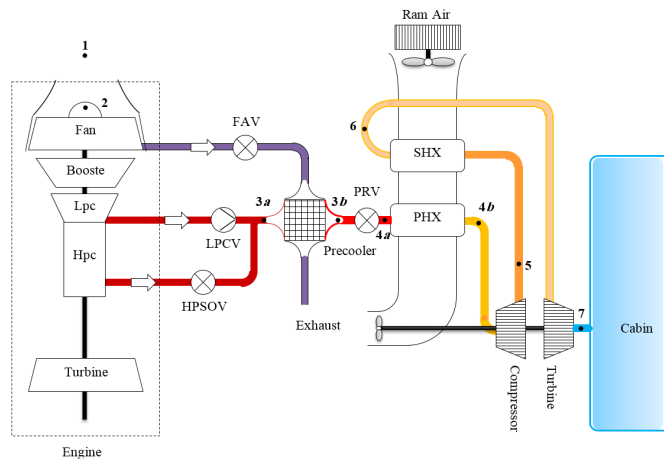 Ram Air
1
2
Fan
FAV
6
SHX
Booste
Lpc
PRV
3a
3b
4b
PHX
LPCV
4a
Precooler
Hpc
5
HPSOV
Exhaust
7
Cabin
Turbine
Compressor
Turbine
Engine